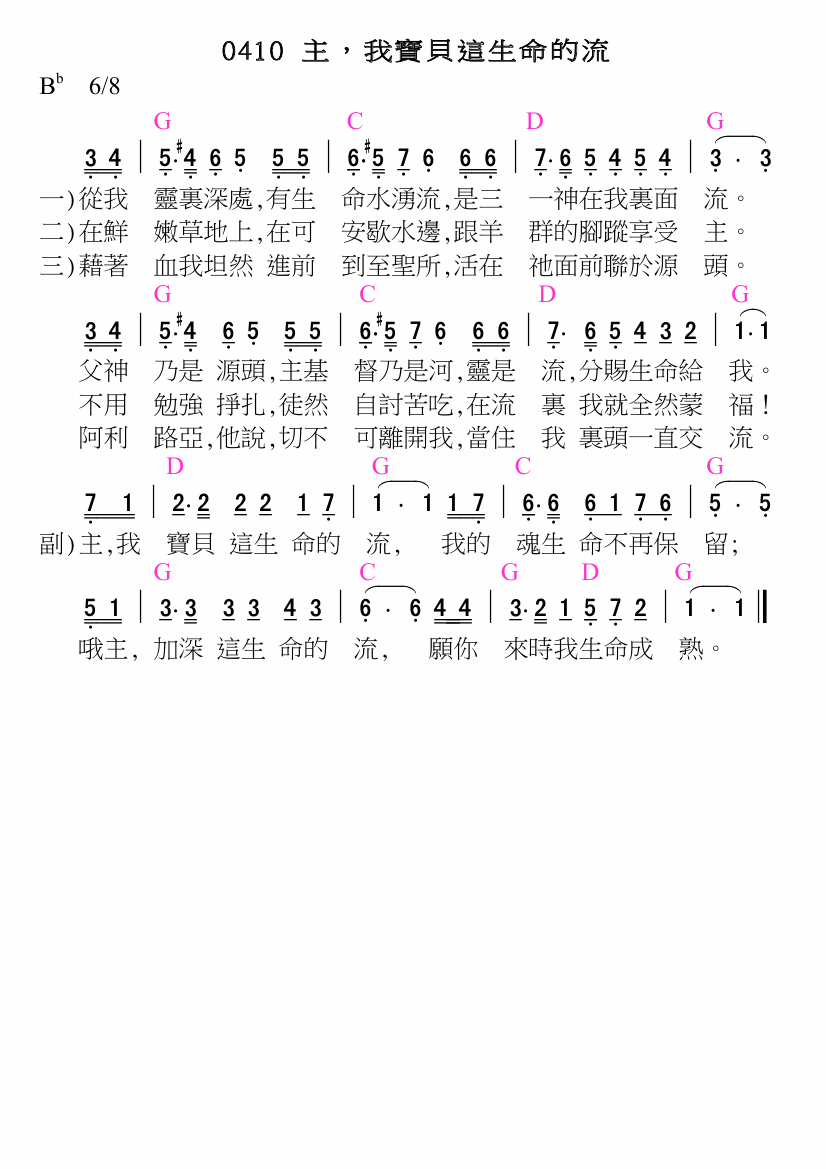 0410 主，我寶貝這生命的流
B♭ 6/8
G C D G
3 4 | 5·#4 6 5 5 5 | 6·#5 7 6 6 6 | 7·6 5 4 5 4 | 3 · 3
一)從我 靈裏深處,有生 命水湧流,是三 一神在我裏面 流。
二)在鮮 嫩草地上,在可 安歇水邊,跟羊 群的腳蹤享受 主。
三)藉著 血我坦然 進前 到至聖所,活在 祂面前聯於源 頭。
G C D G
3 4 | 5·#4 6 5 5 5 | 6·#5 7 6 6 6 | 7· 6 5 4 3 2 | 1·1
父神 乃是 源頭,主基 督乃是河,靈是 流,分賜生命給 我。
不用 勉強 掙扎,徒然 自討苦吃,在流 裏 我就全然蒙 福！
阿利 路亞,他說,切不 可離開我,當住 我 裏頭一直交 流。
D G C G
7 1 | 2·2 2 2 1 7 | 1 · 1 1 7 | 6·6 6 1 7 6 | 5 · 5
副)主,我 寶貝 這生 命的 流, 我的 魂生 命不再保 留;
G C G D G
5 1 | 3·3 3 3 4 3 | 6 · 6 4 4 | 3·2 1 5 7 2 | 1 · 1 ‖
哦主, 加深 這生 命的 流, 願你 來時我生命成 熟。